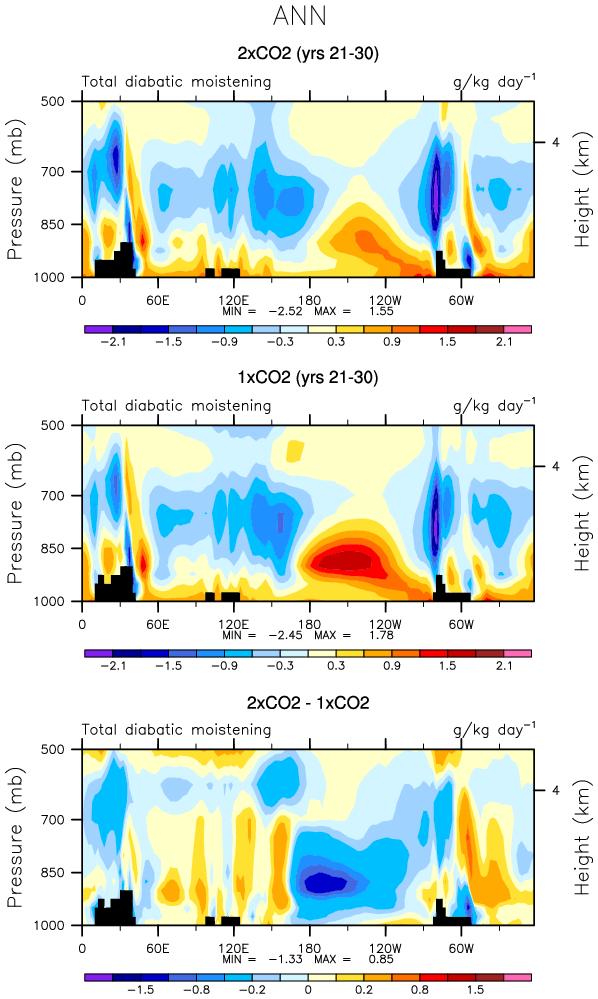 ANN
2xCO2 (yrs 21-30)
Total diabatic moistening g/kg day⁻¹
Pressure (mb)
500
700
850
1000
4
Height (km)
0 60E 120E 180 120W 60W
MIN = -2.52 MAX = 1.55
-2.1 -1.5 -0.9 -0.3 0.3 0.9 1.5 2.1
1xCO2 (yrs 21-30)
Total diabatic moistening g/kg day⁻¹
Pressure (mb)
500
700
850
1000
4
Height (km)
0 60E 120E 180 120W 60W
MIN = -2.45 MAX = 1.78
-2.1 -1.5 -0.9 -0.3 0.3 0.9 1.5 2.1
2xCO2 - 1xCO2
Total diabatic moistening g/kg day⁻¹
Pressure (mb)
500
700
850
1000
4
Height (km)
0 60E 120E 180 120W 60W
MIN = -1.33 MAX = 0.85
-1.5 -0.8 -0.2 0 0.2 0.8 1.5